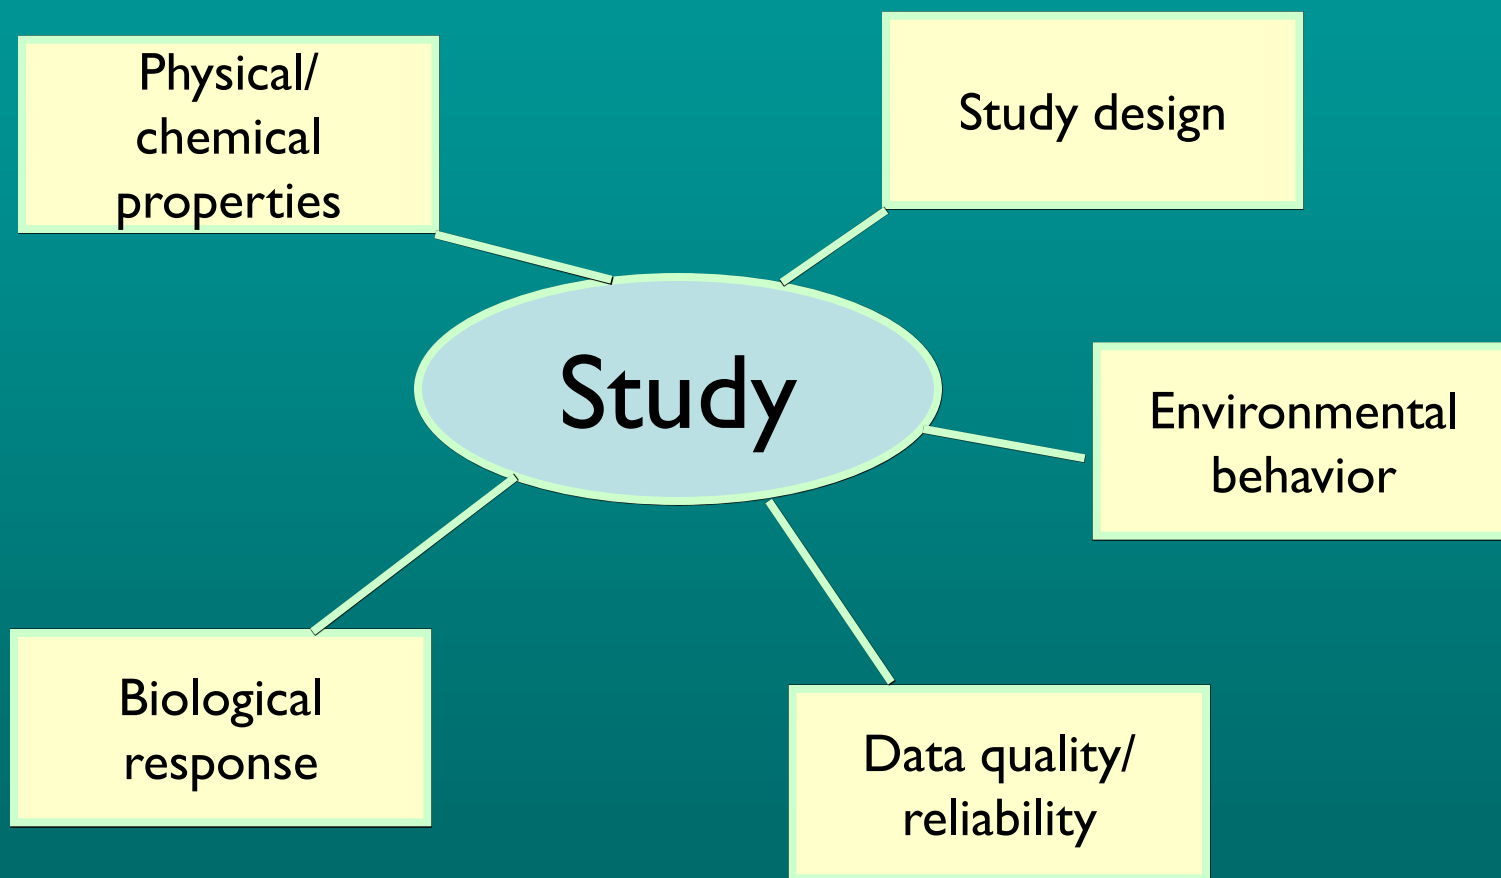 Physical/
chemical
properties
Study design
Study
Environmental
behavior
Biological
response
Data quality/
reliability